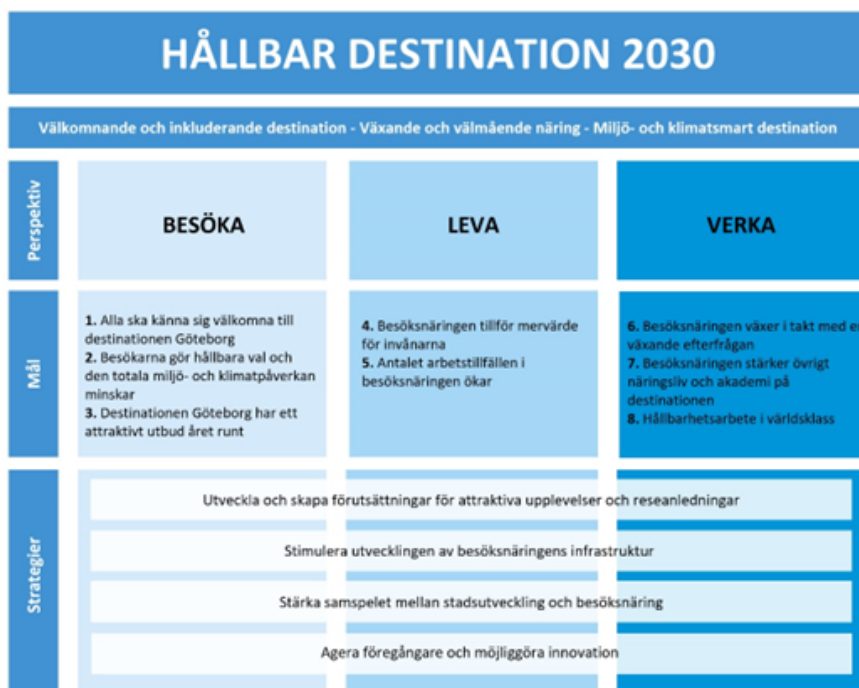 HÅLLBAR DESTINATION 2030
Välkomnande och inkluderande destination - Växande och välmående näring - Miljö- och klimatsmart destination
Perspektiv
BESÖKA
LEVA
VERKA
Mål
1. Alla ska känna sig välkomna till
destinationen Göteborg
2. Besökarna gör hållbara val och
den totala miljö- och klimatpåverkan
minskar
3. Destinationen Göteborg har ett
attraktivt utbud året runt
4. Besöksnäringen tillför mervärde
för invånarna
5. Antalet arbetstillfällen i
besöksnäringen ökar
6. Besöksnäringen växer i takt med
växande efterfrågan
7. Besöksnäringen stärker övrigt
näringsliv och akademi på
destinationen
8. Hållbarhetsarbete i världsklass
Strategier
Utveckla och skapa förutsättningar för attraktiva upplevelser och reseanledningar
Stimulera utvecklingen av besöksnäringens infrastruktur
Stärka samspelet mellan stadsutveckling och besöksnäring
Agera föregångare och möjliggöra innovation